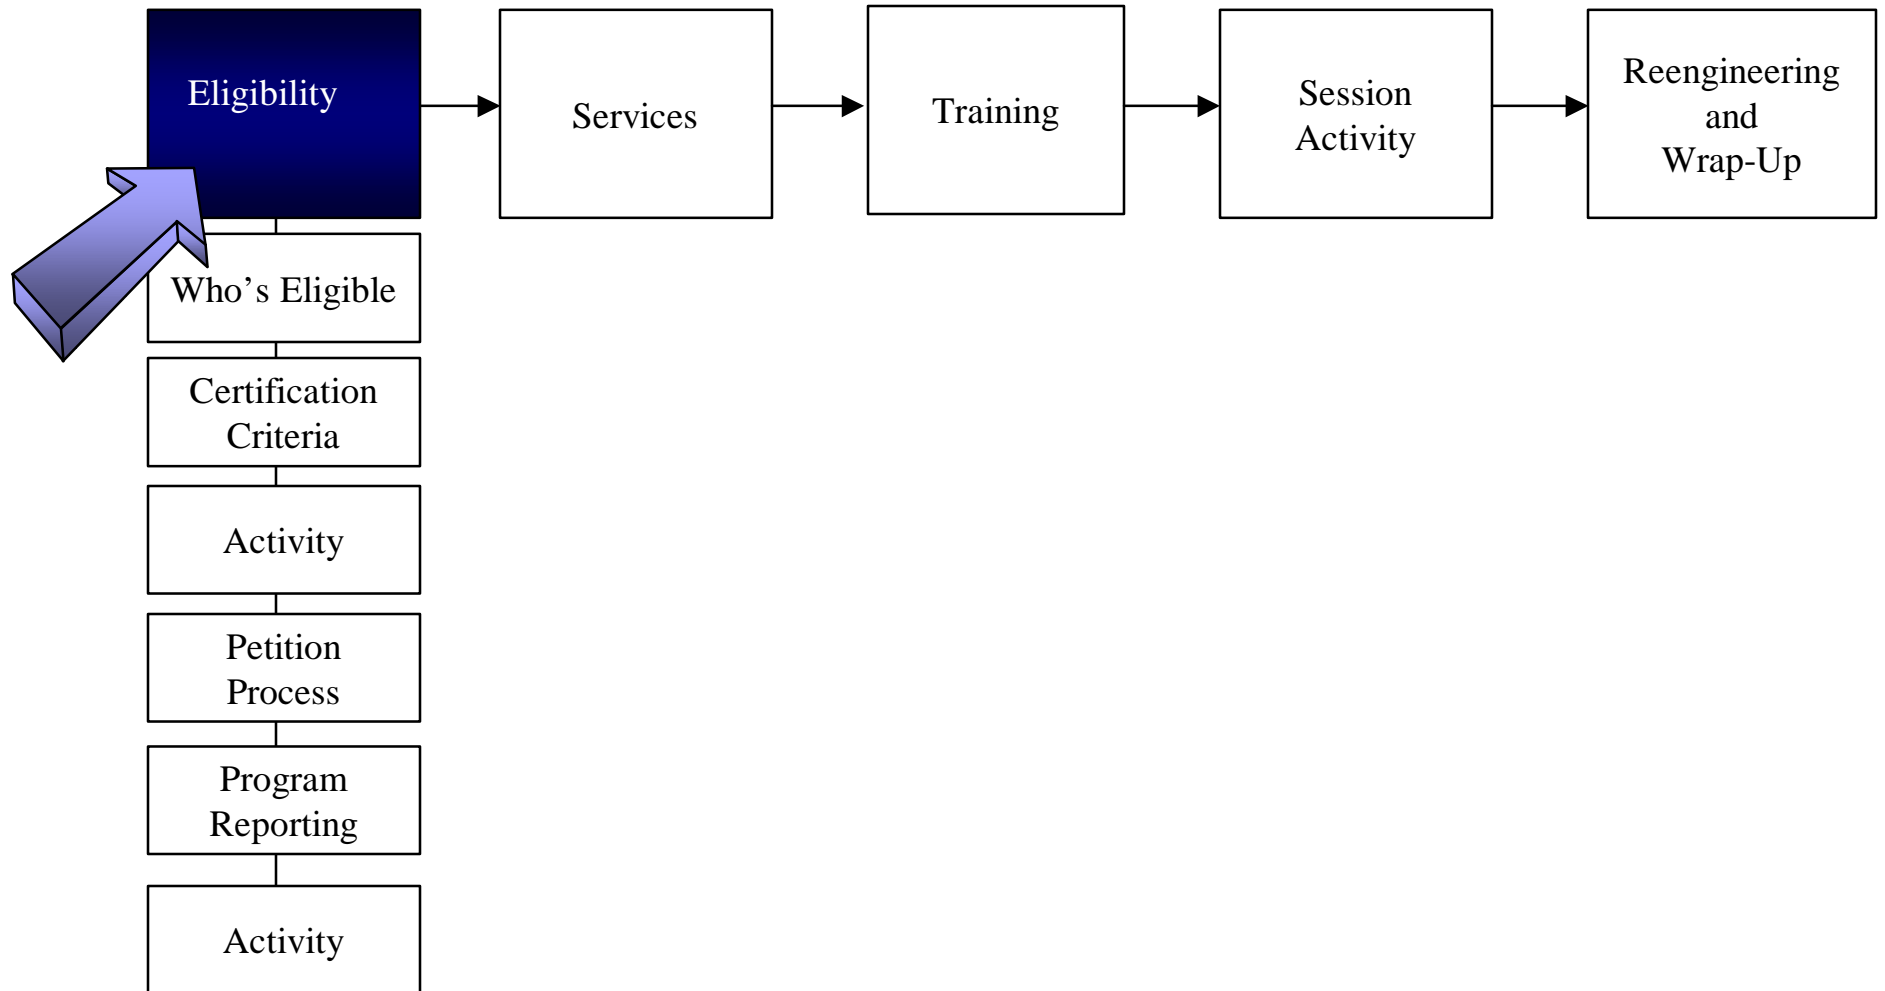 Eligibility
Services
Training
Session
Activity
Reengineering
and
Wrap-Up
Who’s Eligible
Certification
Criteria
Activity
Petition
Process
Program
Reporting
Activity